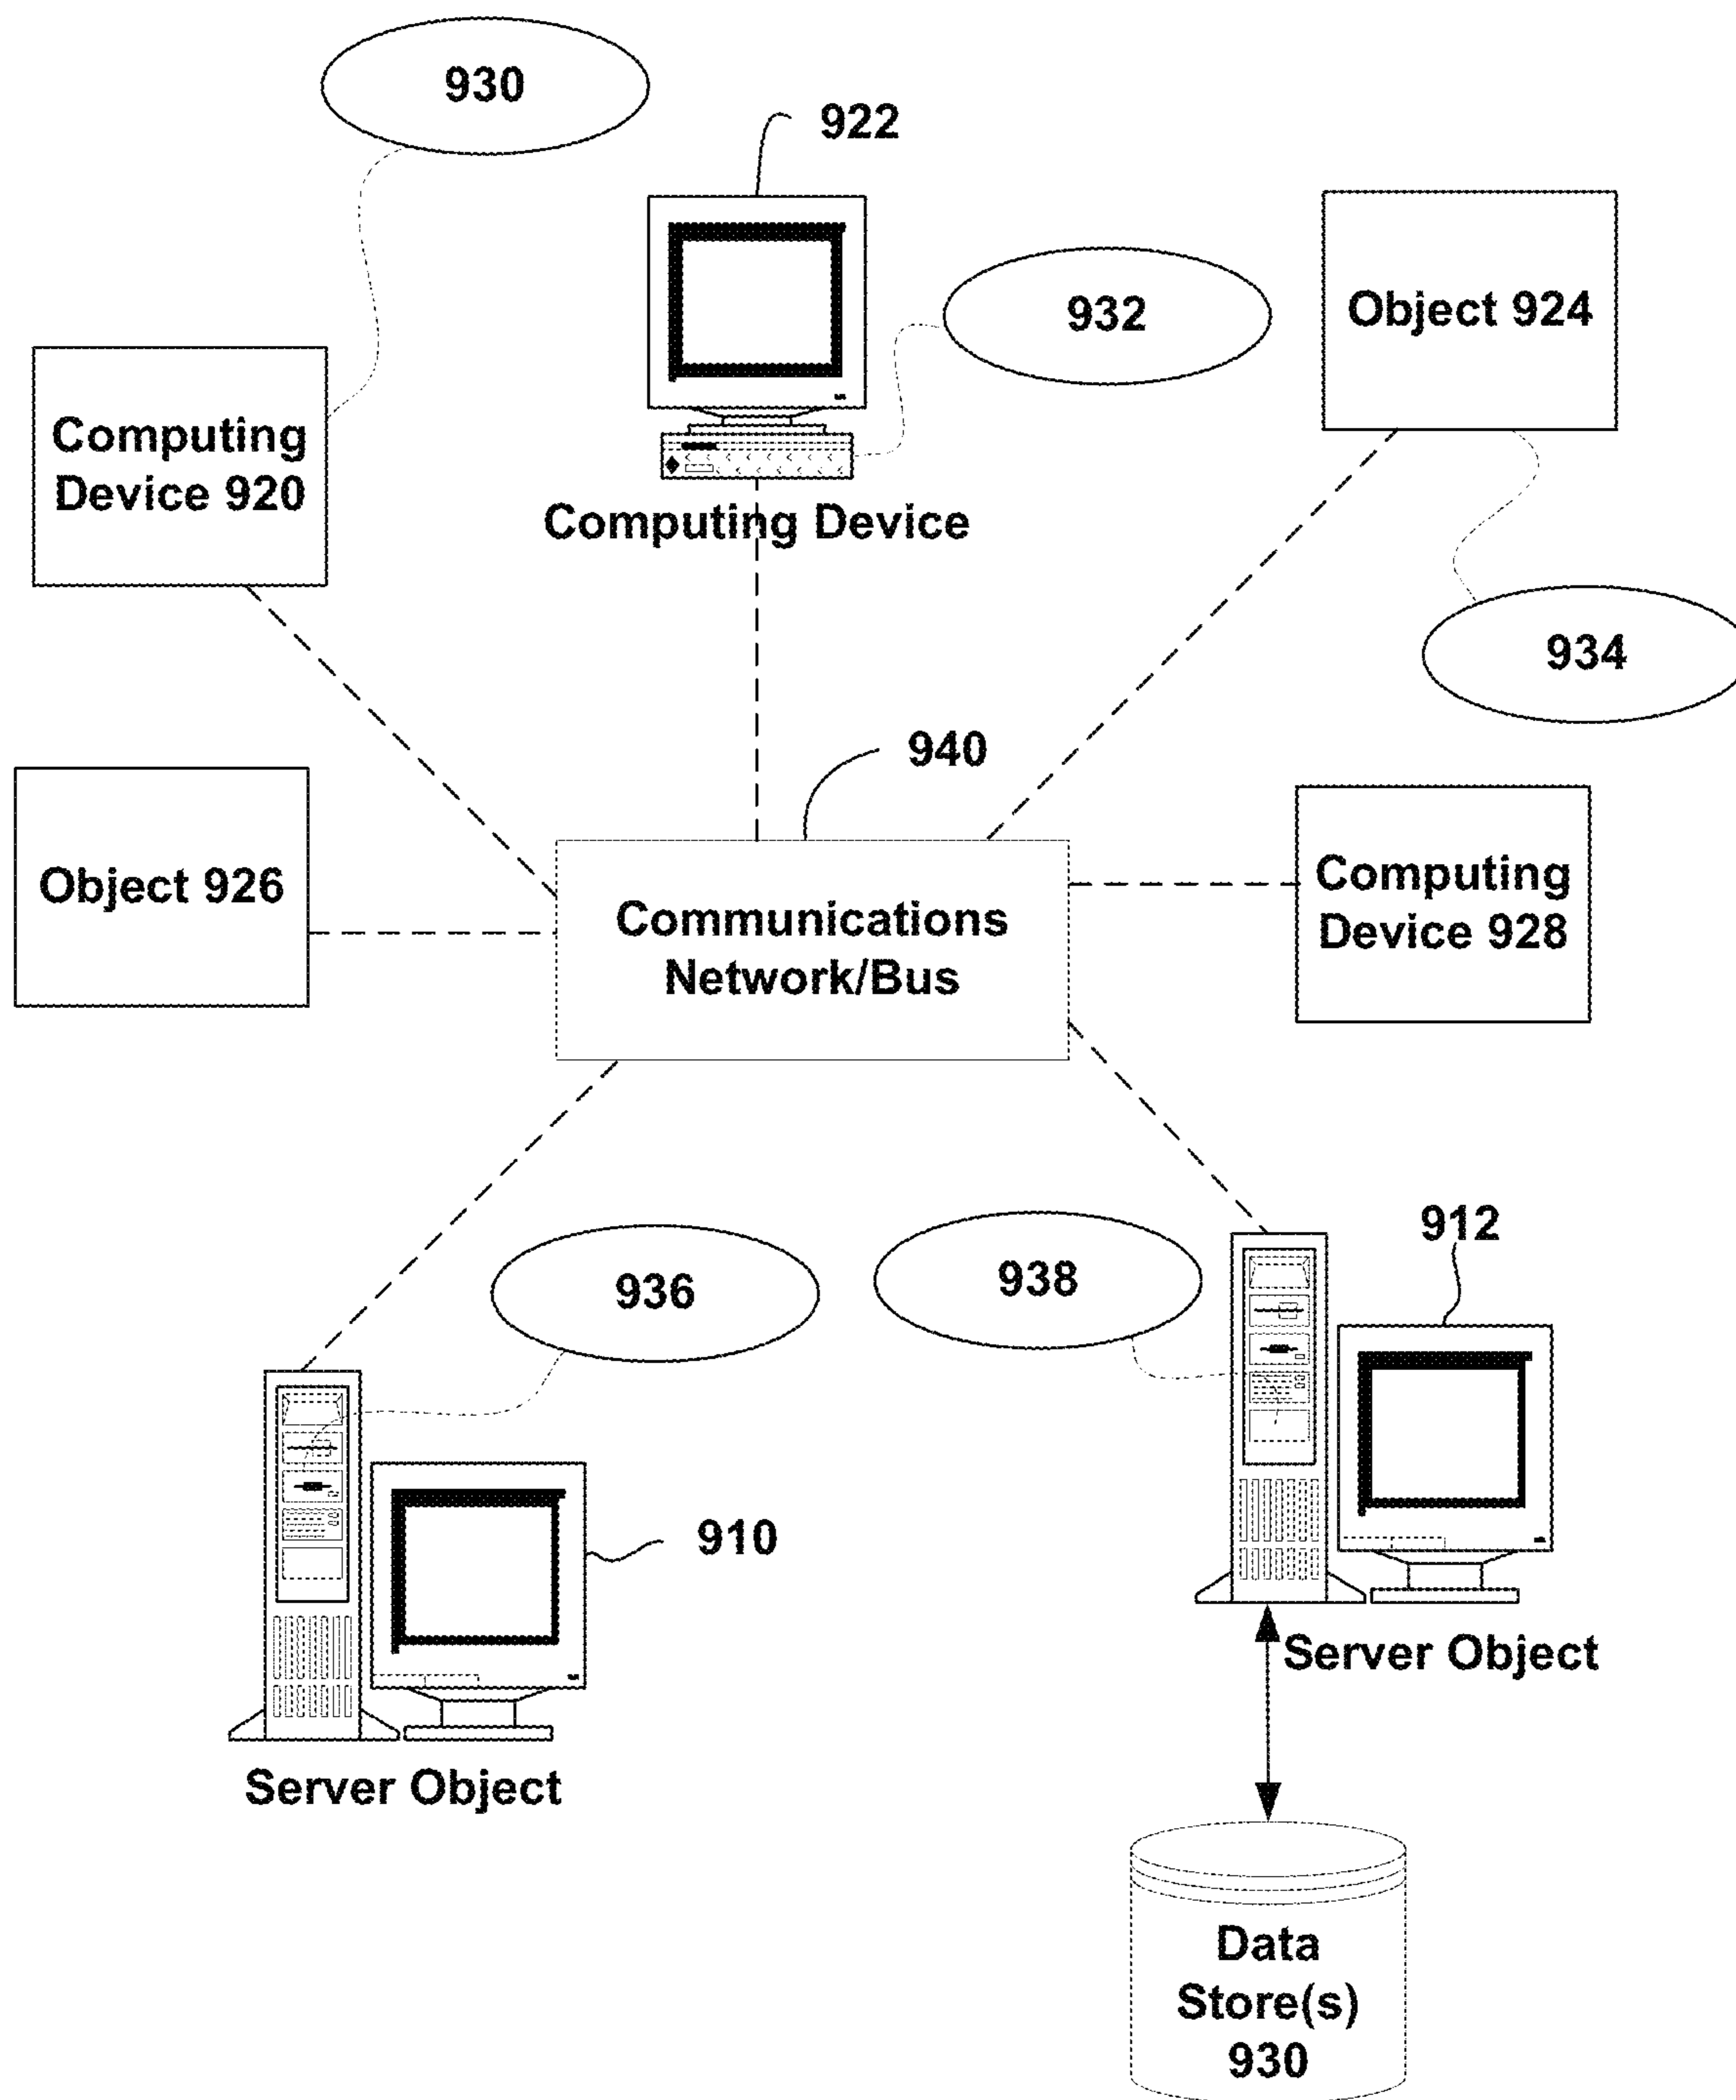 930
922
932
Object 924
Computing
Device 920
Computing Device
934
940
Object 926
Communications
Network/Bus
Computing
Device 928
936
938
912
910
Server Object
Server Object
Data
Store(s)
930